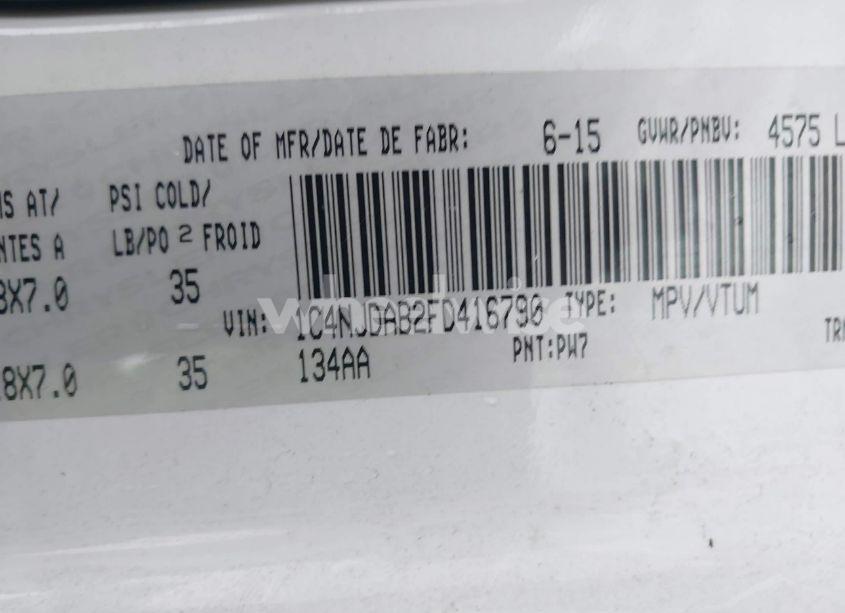 DATE OF MFR/DATE DE FABR: 6-15 GVWR/PNBV: 4575 L
AT/ PSI COLD/
NTES A LB/PO 2 FROID
8X7.0 35
VIN: 1C4NJDAB2FD416790 TYPE: MPV/VTUM
8X7.0 35 134AA PNT:PW7
wheelwise